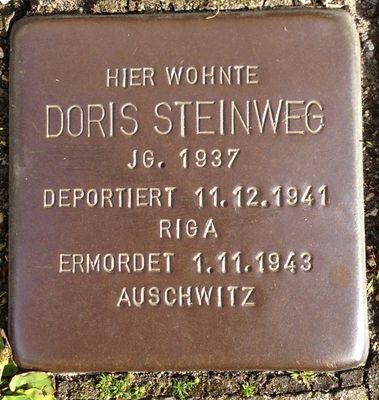 HIER WOHNTE
DORIS STEINWEG
JG. 1937
DEPORTIERT 11.12.1941
RIGA
ERMORDET 1.11.1943
AUSCHWITZ